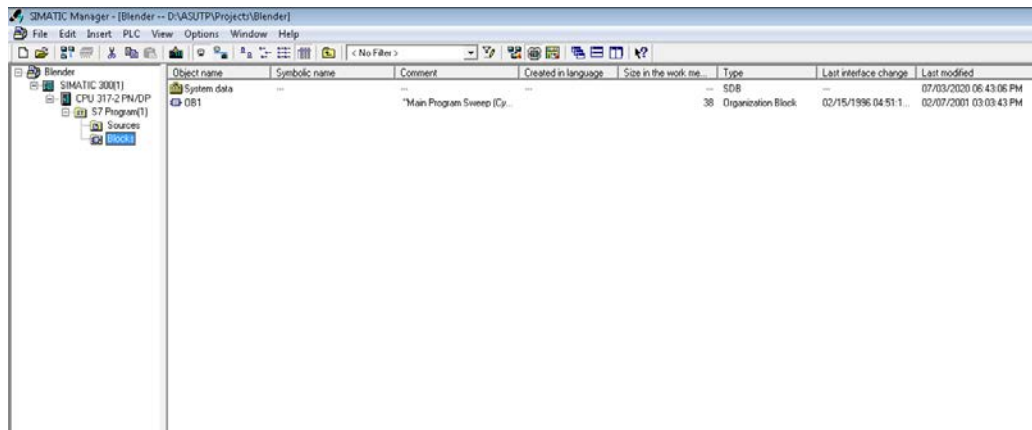 SIMATIC Manager - [Blender -- D:\ASUTP\Projects\Blender]
File Edit Insert PLC View Options Window Help
< No Filter >
Blender
SIMATIC 300(1)
CPU 317-2 PN/DP
S7 Program(1)
Sources
Blocks
Object name Symbolic name Comment Created in language Size in the work me... Type Last interface change Last modified
System data --- --- --- --- SDB --- 07/03/2020 06:43:06 PM
OB1 "Main Program Sweep (Cy... 38 Organization Block 02/15/1996 04:51:1... 02/07/2001 03:03:43 PM